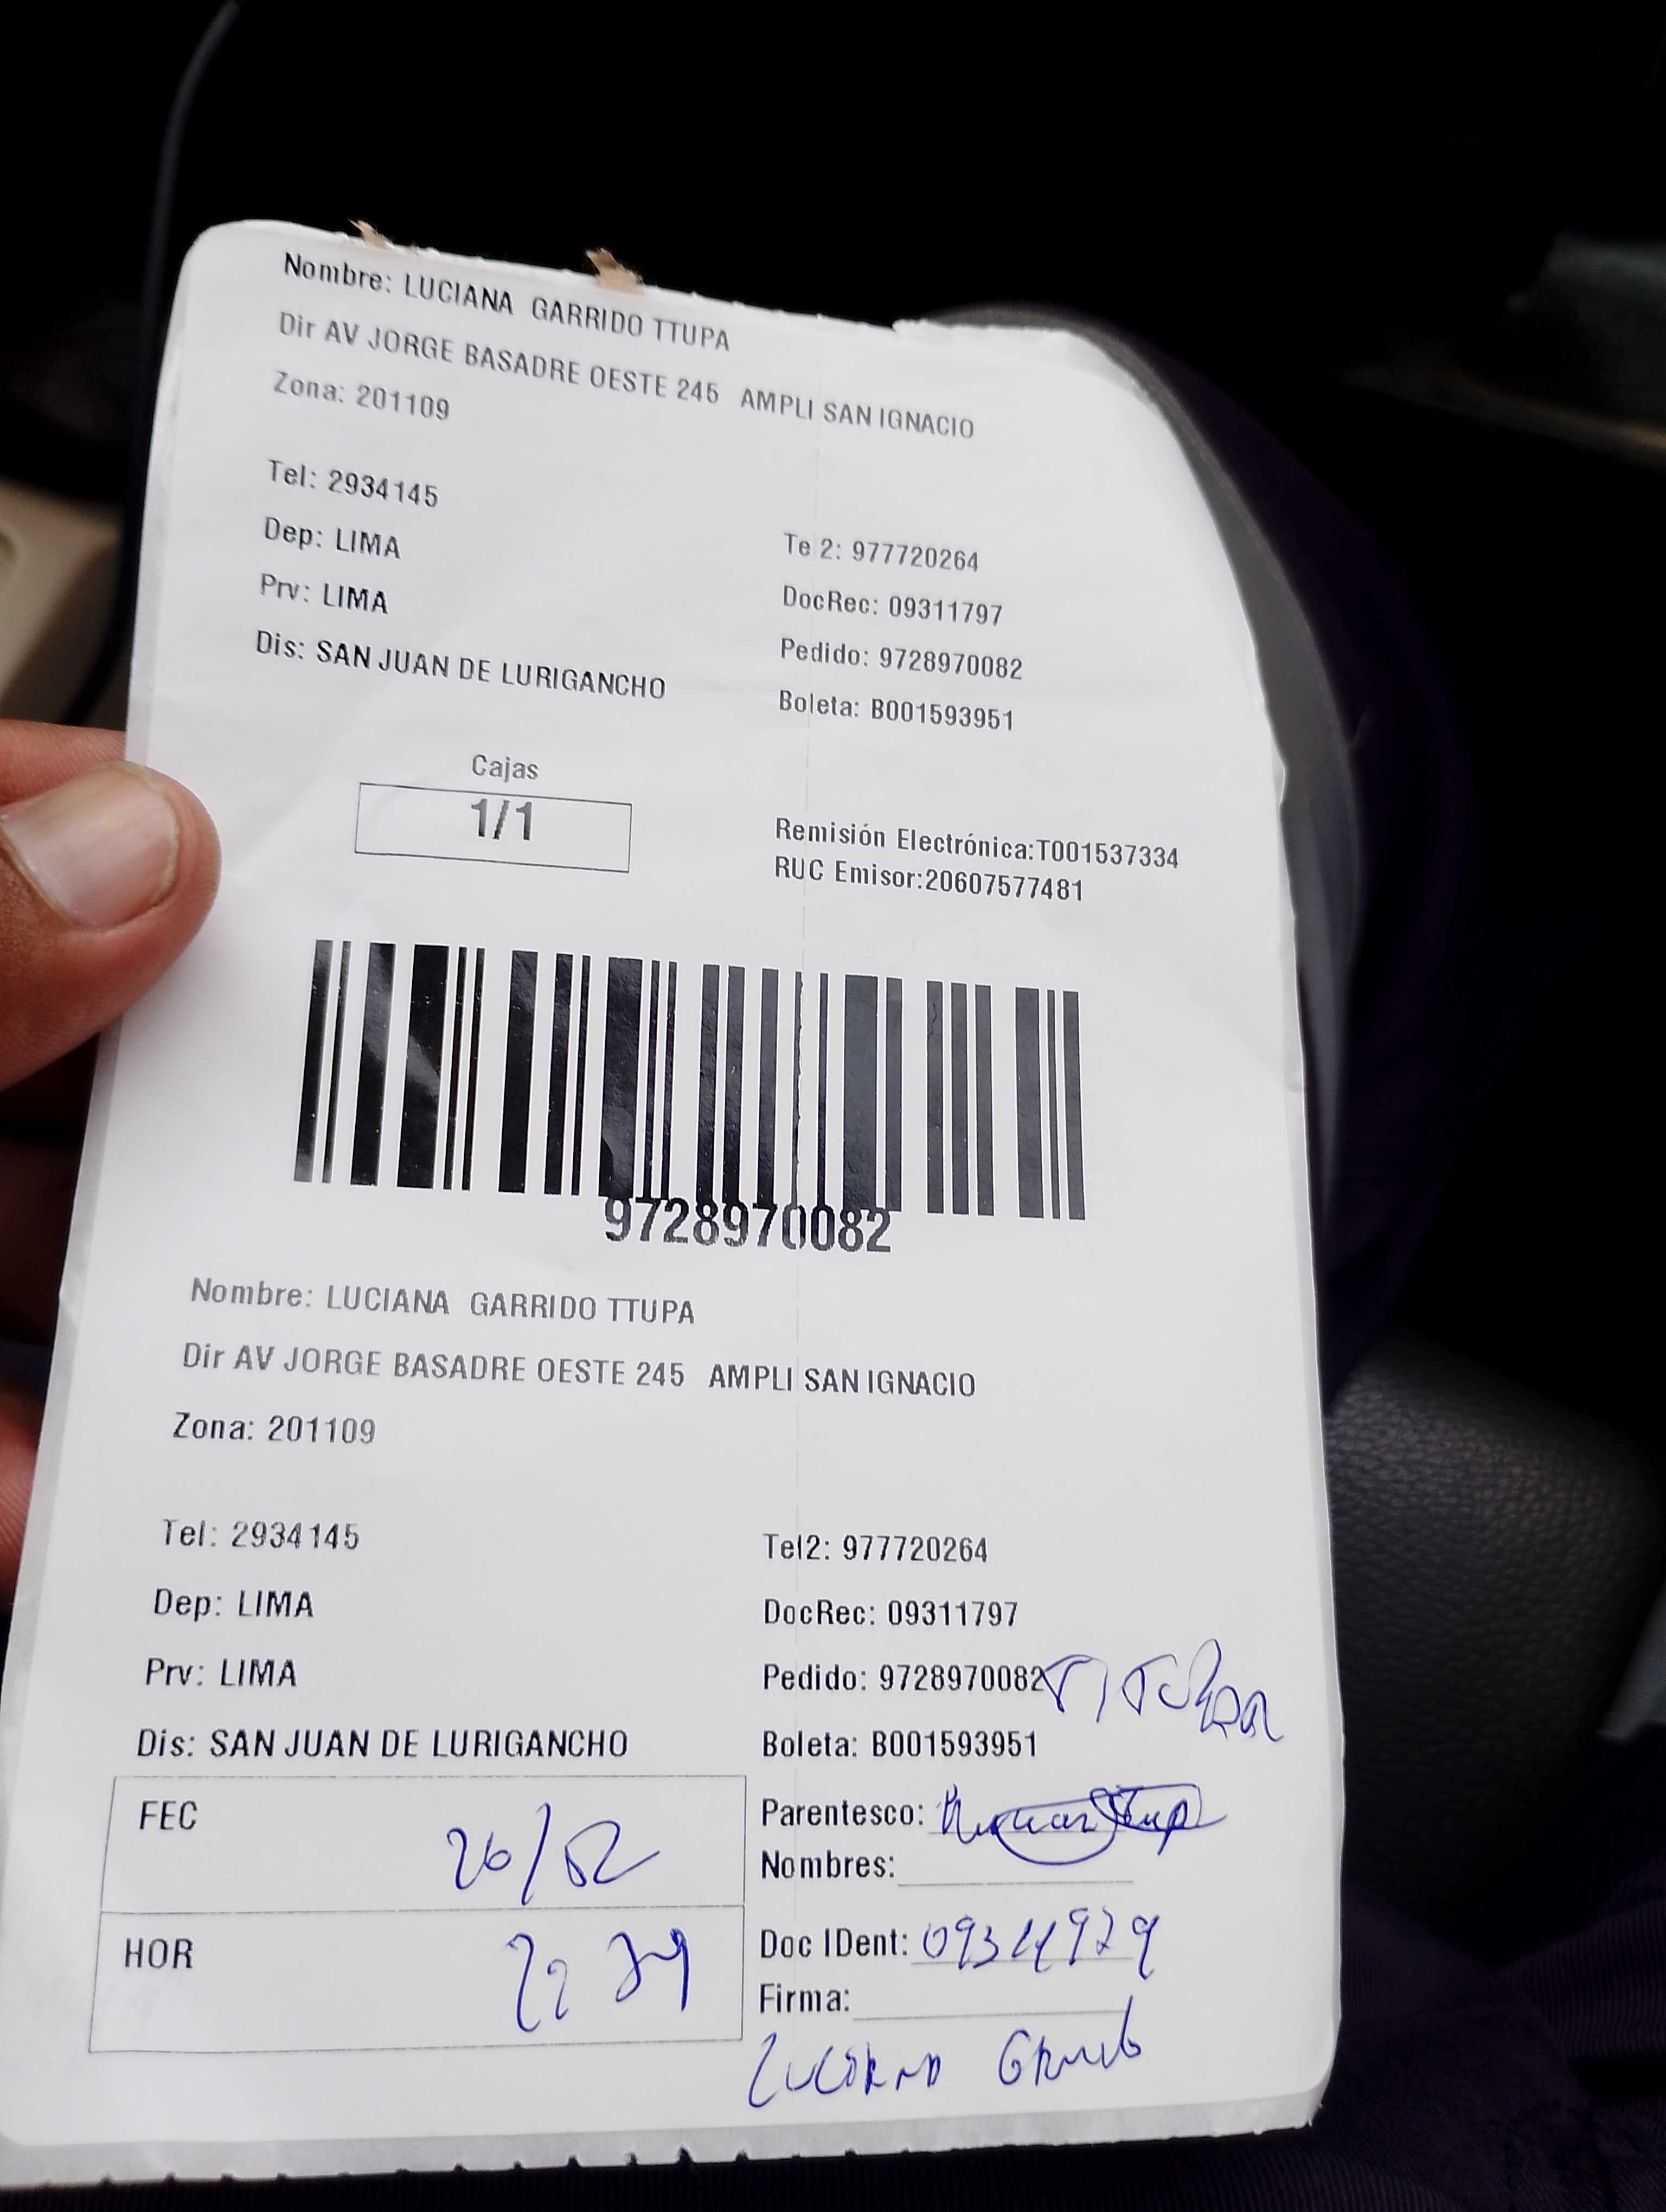 Nombre: LUCIANA GARRIDO TTUPA
Dir AV JORGE BASADRE OESTE 245 AMPLI SAN IGNACIO
Zona: 201109
Tel: 2934145
Te 2: 977720264
Dep: LIMA
DocRec: 09311797
Prv: LIMA
Pedido: 9728970082
Dis: SAN JUAN DE LURIGANCHO
Boleta: B001593951
Cajas
1/1
Remisión Electrónica:T001537334
RUC Emisor:20607577481
9728970082
Nombre: LUCIANA GARRIDO TTUPA
Dir AV JORGE BASADRE OESTE 245 AMPLI SAN IGNACIO
Zona: 201109
Tel: 2934145
Tel2: 977720264
Dep: LIMA
DocRec: 09311797
Prv: LIMA
Pedido: 9728970082
Dis: SAN JUAN DE LURIGANCHO
Boleta: B001593951
FEC
Parentesco:
Nombres:
HOR
Doc IDent:
Firma: